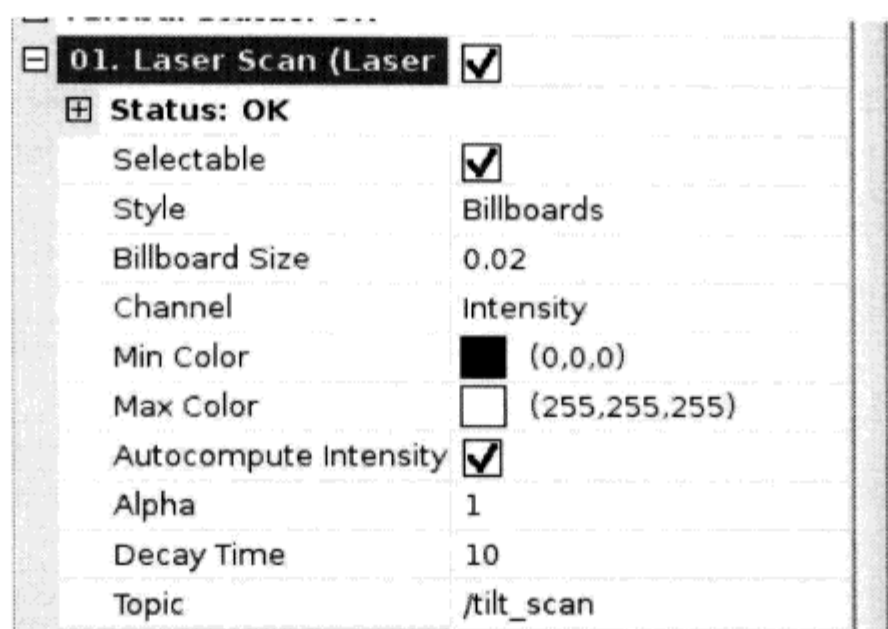 01. Laser Scan (Laser
Status: OK
Selectable
Style Billboards
Billboard Size 0.02
Channel Intensity
Min Color (0,0,0)
Max Color (255,255,255)
Autocompute Intensity
Alpha 1
Decay Time 10
Topic /tilt_scan